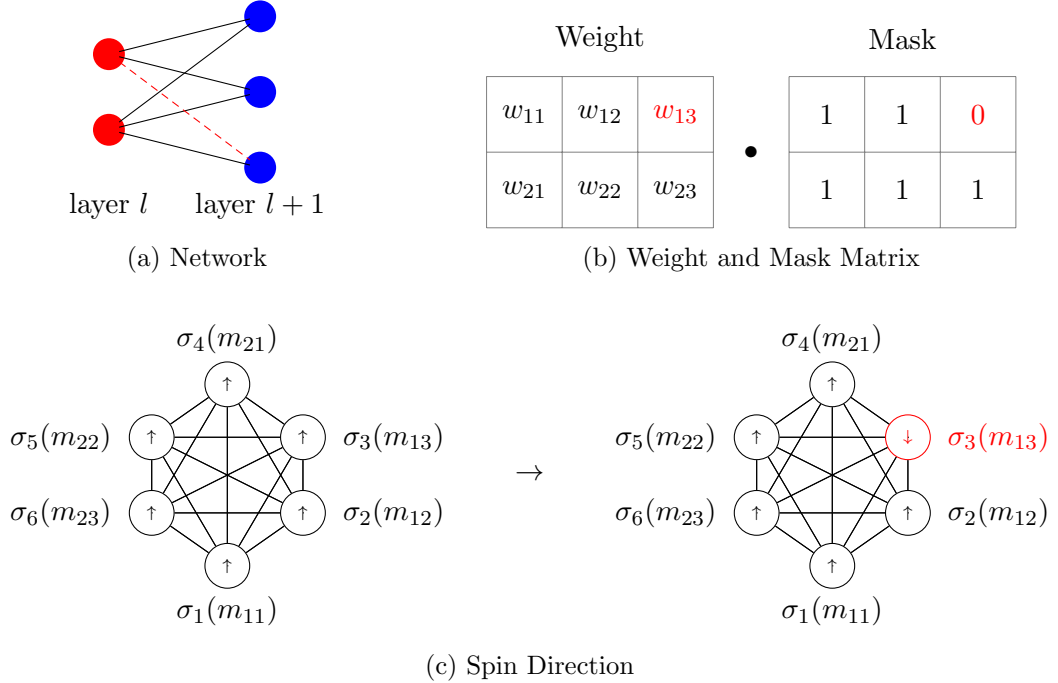 layer l
layer l + 1
(a) Network
Weight
Mask
w₁₁ w₁₂ w₁₃
w₂₁ w₂₂ w₂₃
•
1 1 0
1 1 1
(b) Weight and Mask Matrix
σ₄(m₂₁)
σ₅(m₂₂)
σ₃(m₁₃)
σ₆(m₂₃)
σ₂(m₁₂)
σ₁(m₁₁)
↑
↑
↑
↑
↑
↑
→
σ₄(m₂₁)
σ₅(m₂₂)
σ₃(m₁₃)
σ₆(m₂₃)
σ₂(m₁₂)
σ₁(m₁₁)
↑
↑
↓
↑
↑
↑
(c) Spin Direction